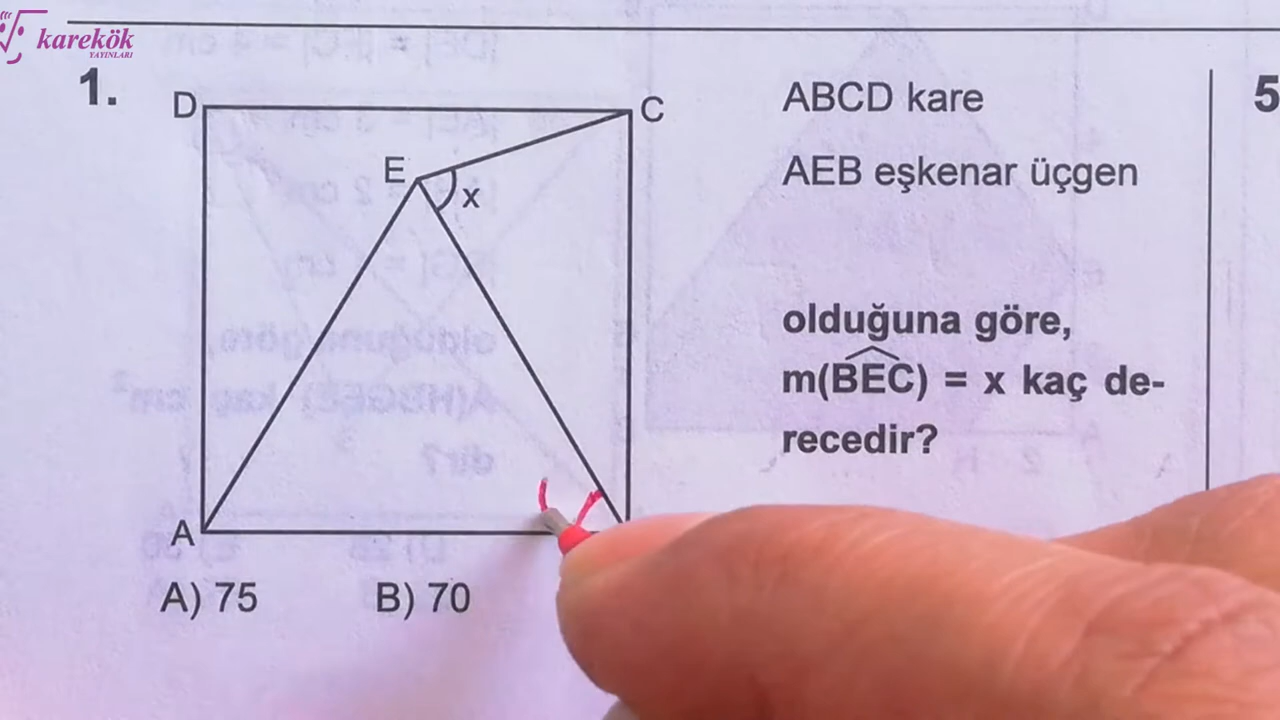 karekök
YAYINLARI
1.
D
C
E
x
A
A) 75
B) 70
ABCD kare
AEB eşkenar üçgen
olduğuna göre,
m(BEC) = x kaç de-
recedir?
5